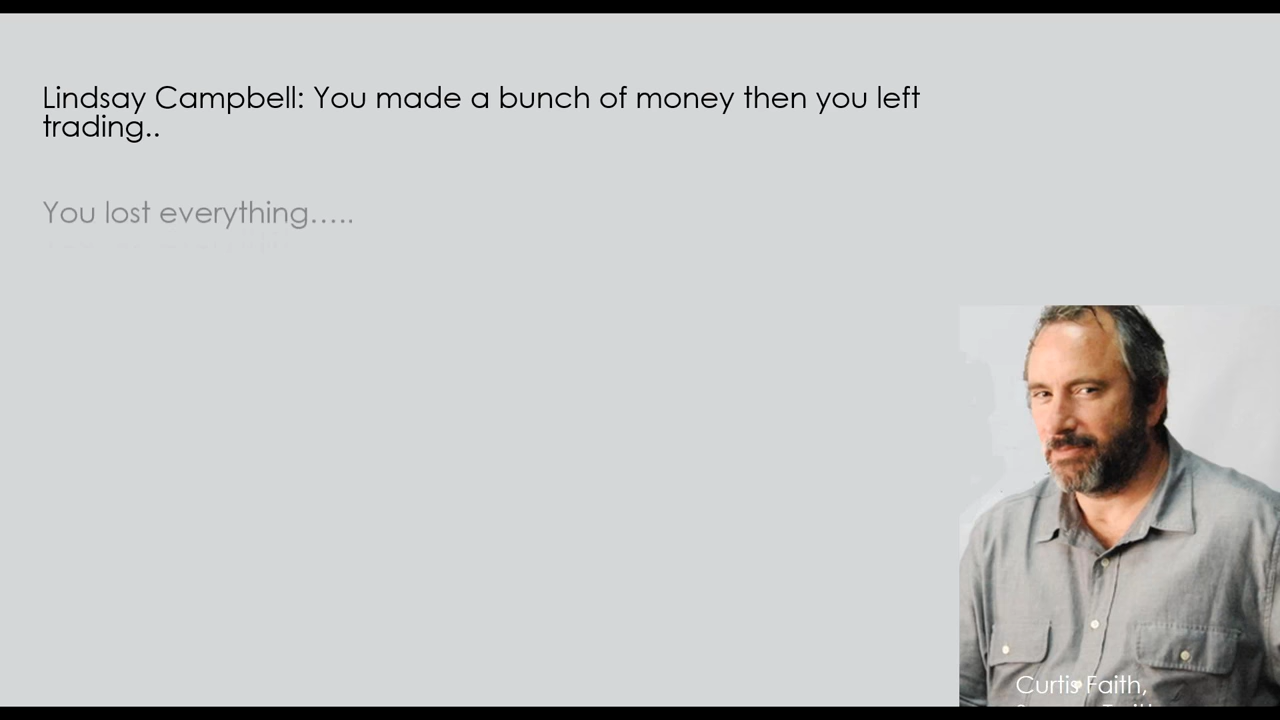 Lindsay Campbell: You made a bunch of money then you left
trading..
You lost everything.....
Curtis Faith,